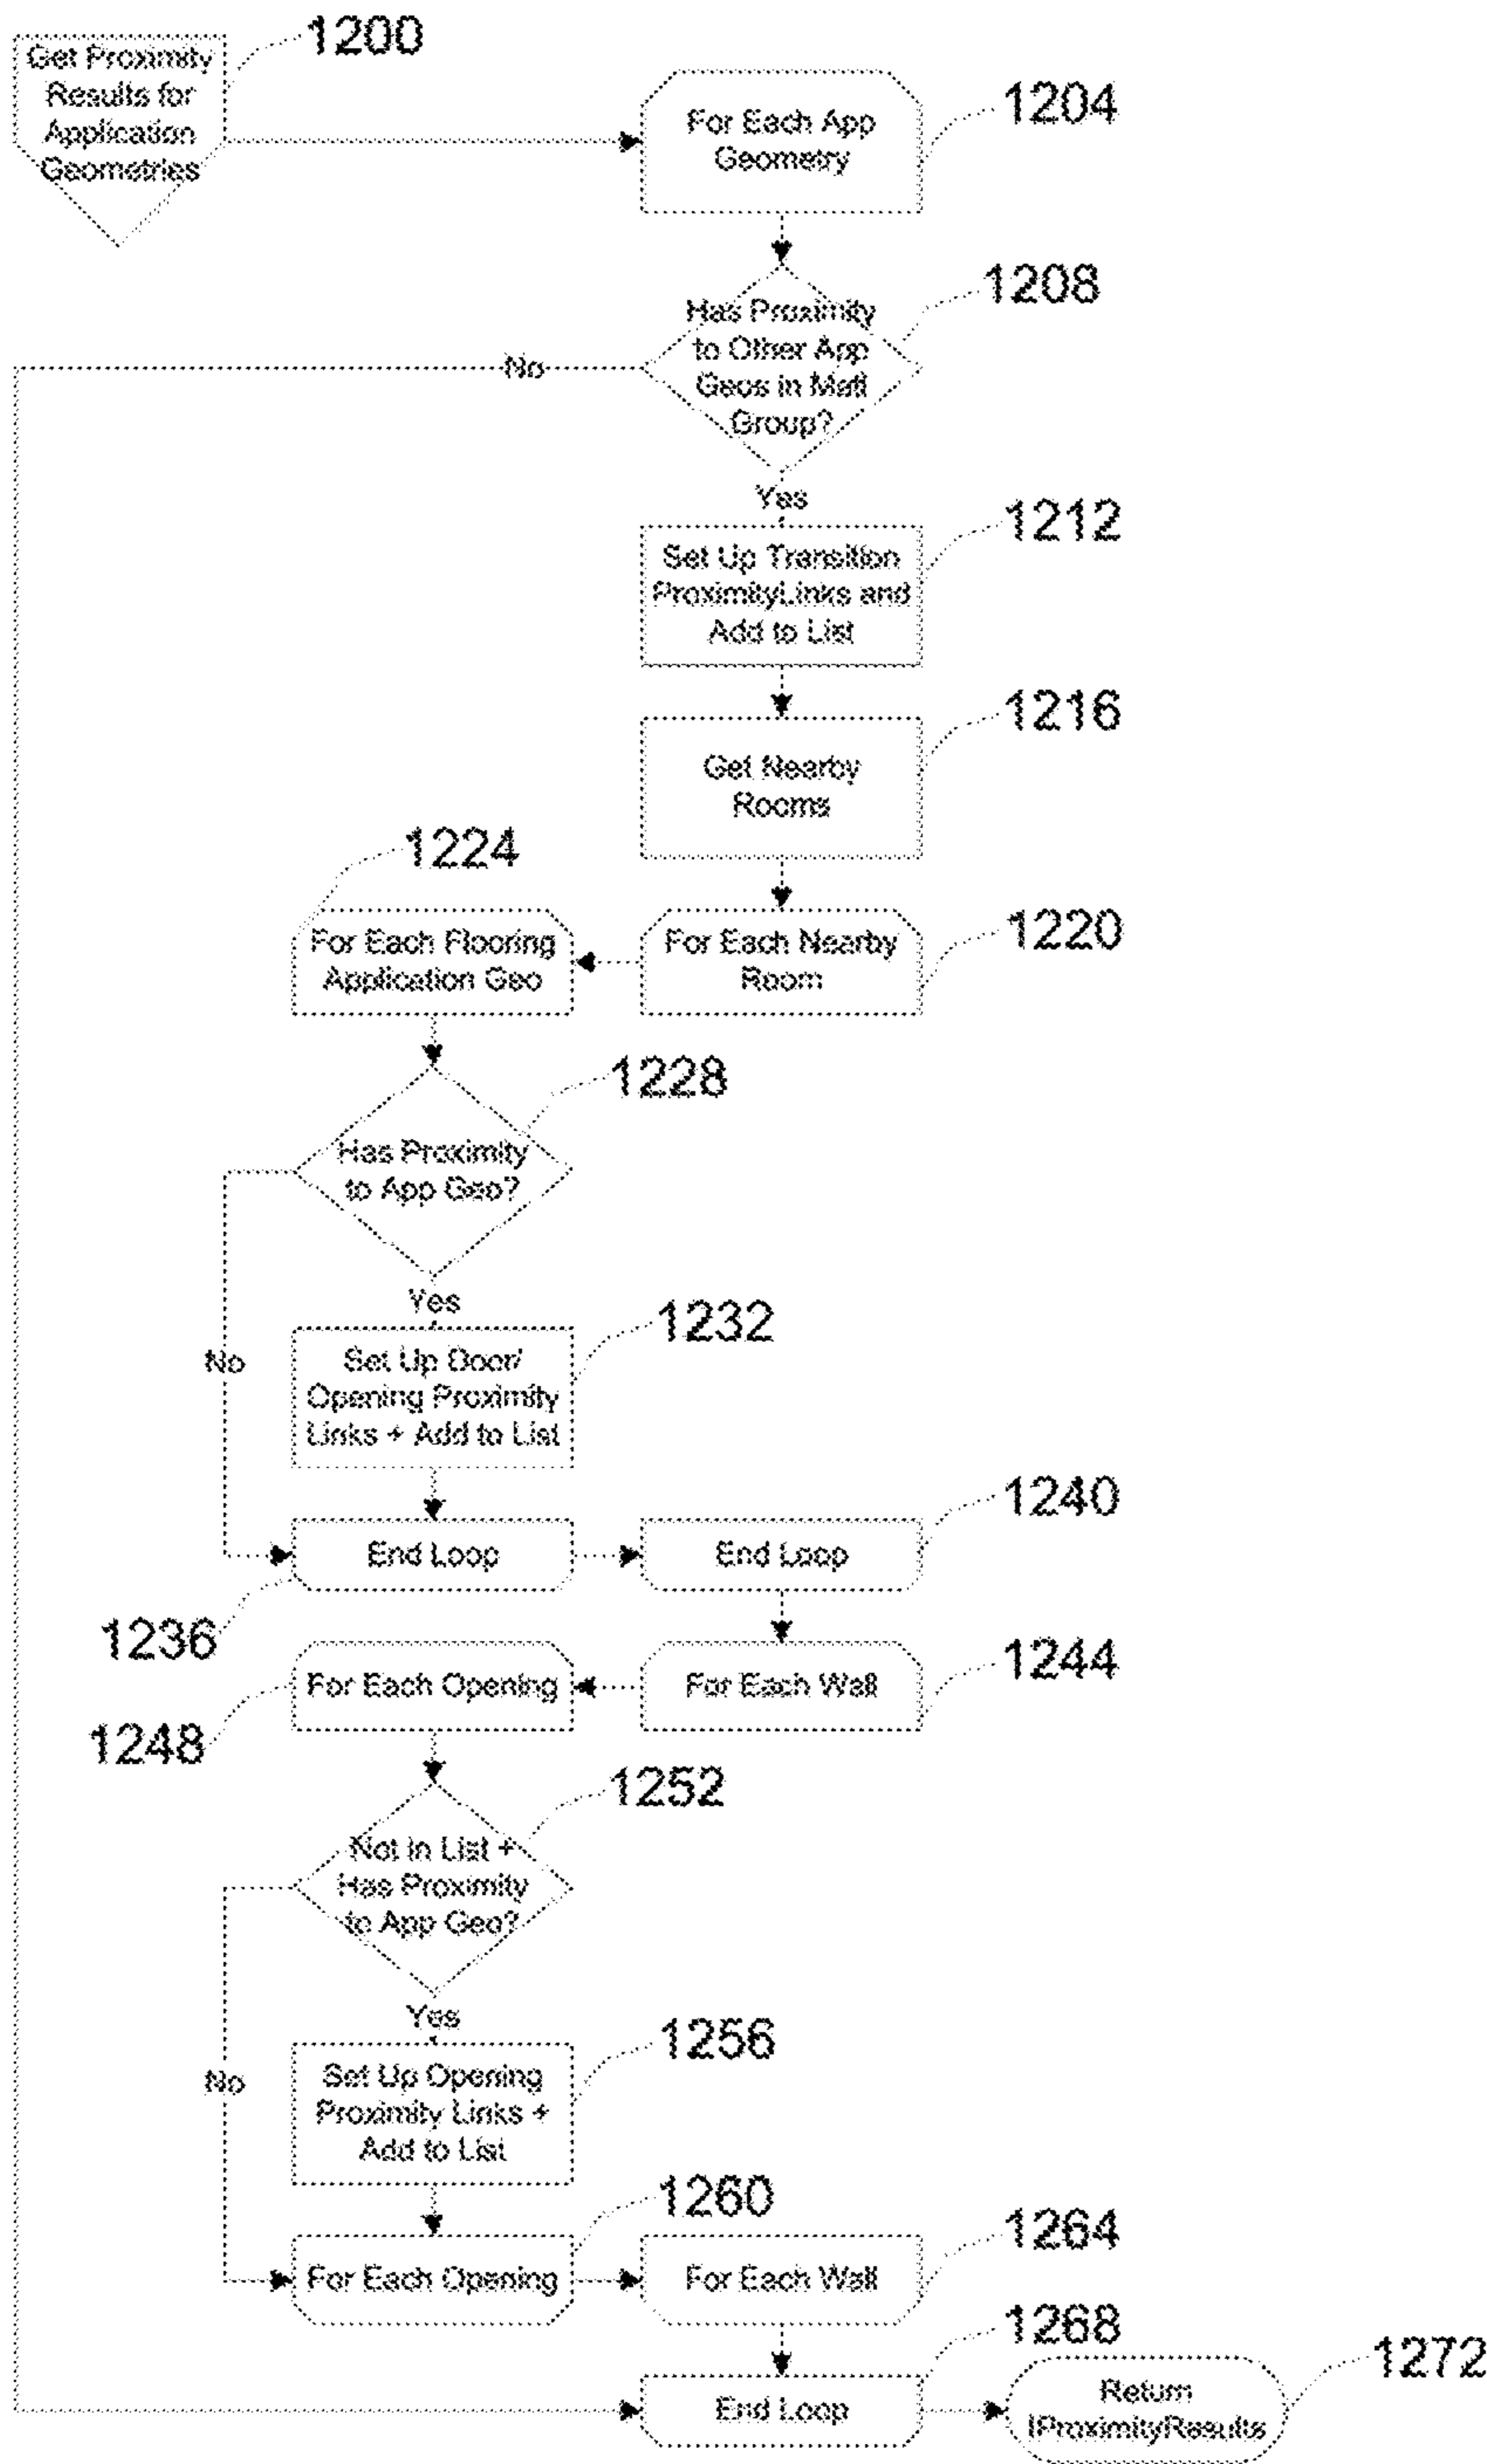 1200
Get Proximity
Results for
Application
Geometries
1204
For Each App
Geometry
1208
Has Proximity
to Other App
Geos in Matl
Group?
No
Yes
1212
Set Up Transition
ProximityLinks and
Add to List
1216
Get Nearby
Rooms
1224
1220
For Each Flooring
Application Geo
For Each Nearby
Room
1228
Has Proximity
to App Geo?
Yes
No
1232
Set Up Door/
Opening Proximity
Links + Add to List
1240
End Loop
End Loop
1236
1244
For Each Opening
For Each Wall
1248
1252
Not in List +
Has Proximity
to App Geo?
Yes
No
1256
Set Up Opening
Proximity Links +
Add to List
1260
1264
For Each Opening
For Each Wall
1268
1272
End Loop
Return
IProximityResults